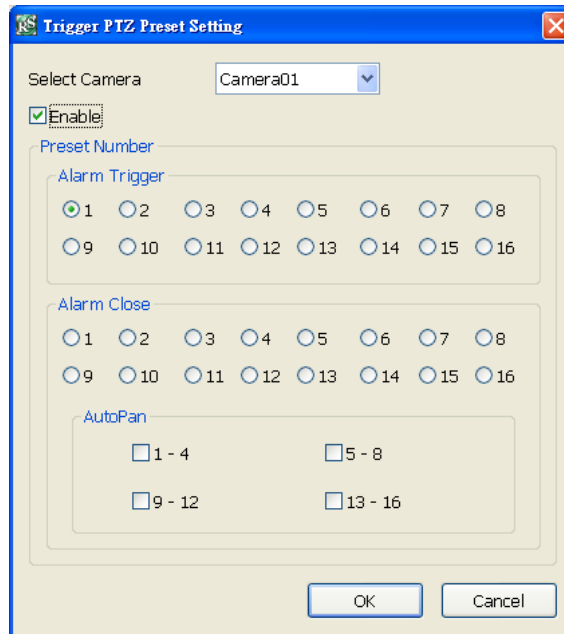 RS Trigger PTZ Preset Setting
Select Camera Camera01
Enable
Preset Number
Alarm Trigger
1 2 3 4 5 6 7 8
9 10 11 12 13 14 15 16
Alarm Close
1 2 3 4 5 6 7 8
9 10 11 12 13 14 15 16
AutoPan
1 - 4 5 - 8
9 - 12 13 - 16
OK Cancel